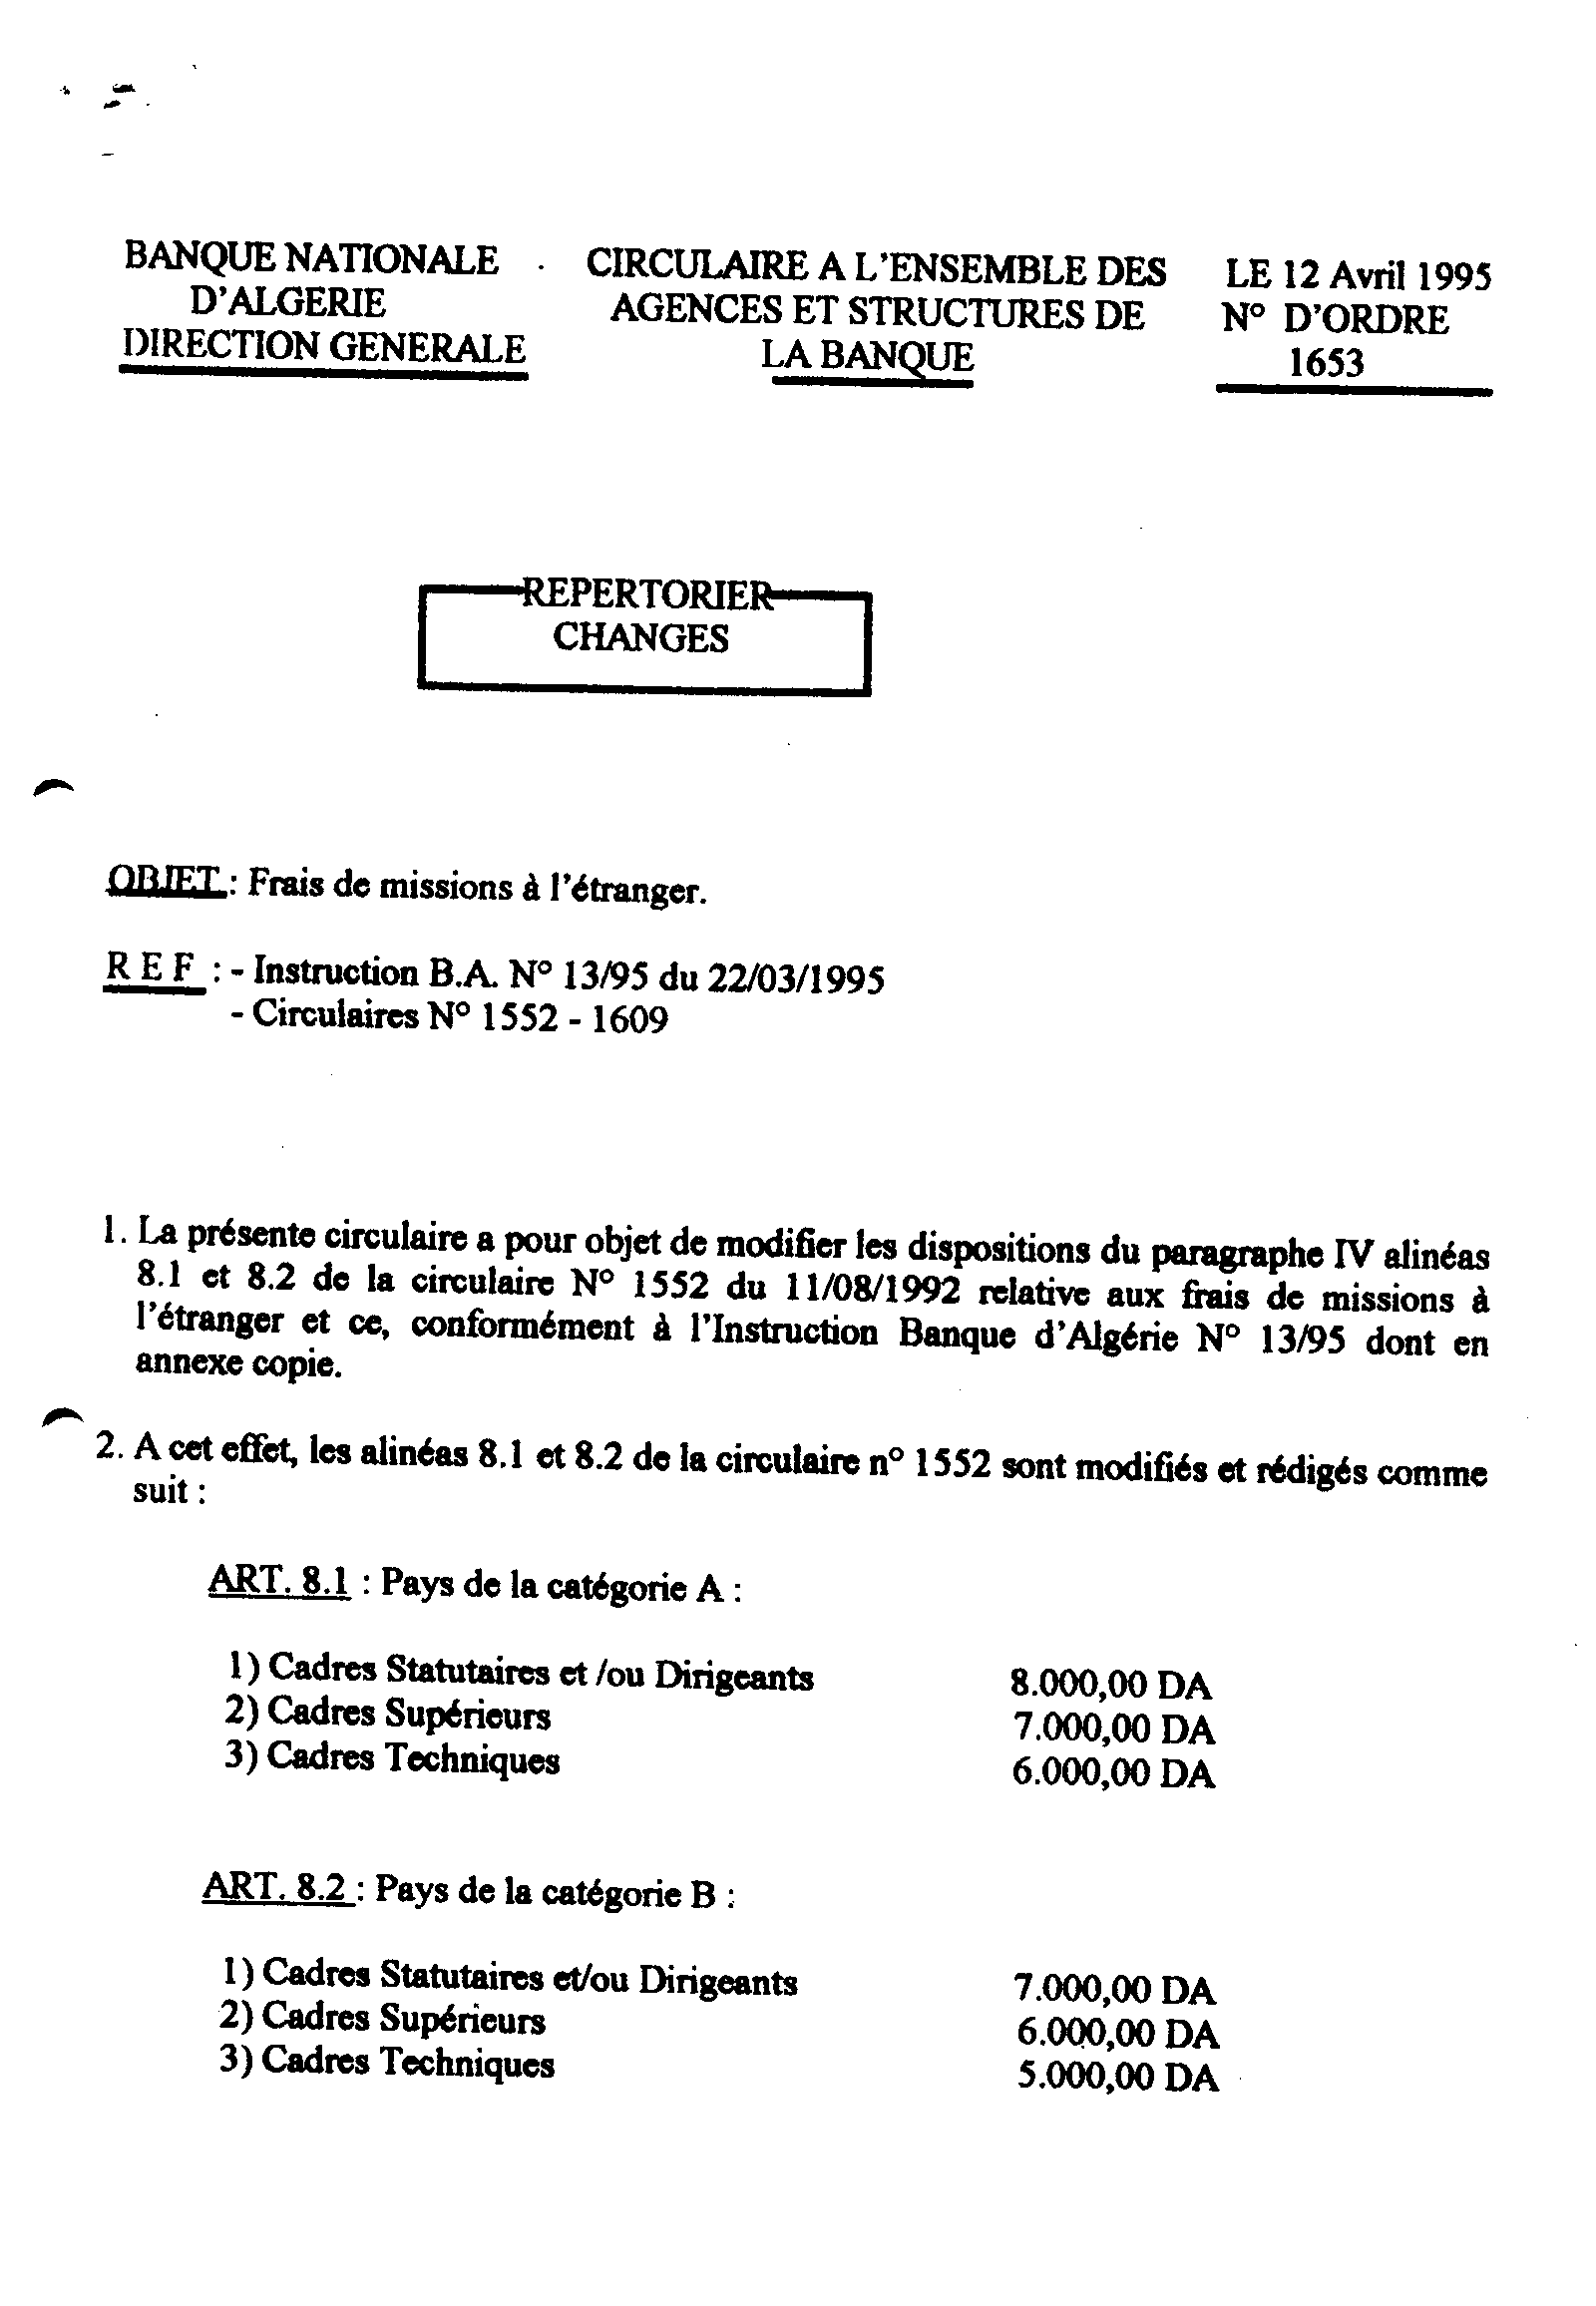 BANQUE NATIONALE
D'ALGERIE
DIRECTION GENERALE
CIRCULAIRE A L'ENSEMBLE DES
AGENCES ET STRUCTURES DE
LA BANQUE
LE 12 Avril 1995
N° D'ORDRE
1653
REPERTORIER
CHANGES
OBJET : Frais de missions à l'étranger.
R E F : - Instruction B.A. N° 13/95 du 22/03/1995
- Circulaires N° 1552 - 1609
1. La présente circulaire a pour objet de modifier les dispositions du paragraphe IV alinéas
8.1 et 8.2 de la circulaire N° 1552 du 11/08/1992 relative aux frais de missions à
l'étranger et ce, conformément à l'Instruction Banque d'Algérie N° 13/95 dont en
annexe copie.
2. A cet effet, les alinéas 8.1 et 8.2 de la circulaire n° 1552 sont modifiés et rédigés comme
suit :
ART. 8.1 : Pays de la catégorie A :
1) Cadres Statutaires et /ou Dirigeants 8.000,00 DA
2) Cadres Supérieurs 7.000,00 DA
3) Cadres Techniques 6.000,00 DA
ART. 8.2 : Pays de la catégorie B :
1) Cadres Statutaires et/ou Dirigeants 7.000,00 DA
2) Cadres Supérieurs 6.000,00 DA
3) Cadres Techniques 5.000,00 DA